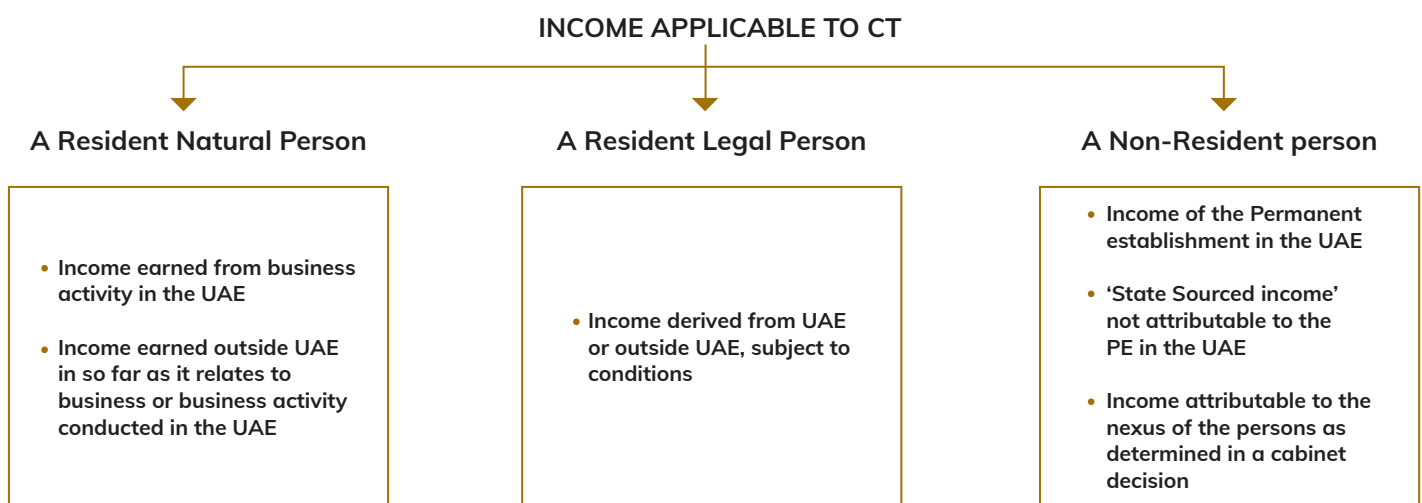 INCOME APPLICABLE TO CT
A Resident Natural Person
• Income earned from business
activity in the UAE
• Income earned outside UAE
in so far as it relates to
business or business activity
conducted in the UAE
A Resident Legal Person
• Income derived from UAE
or outside UAE, subject to
conditions
A Non-Resident person
• Income of the Permanent
establishment in the UAE
• ‘State Sourced income’
not attributable to the
PE in the UAE
• Income attributable to the
nexus of the persons as
determined in a cabinet
decision